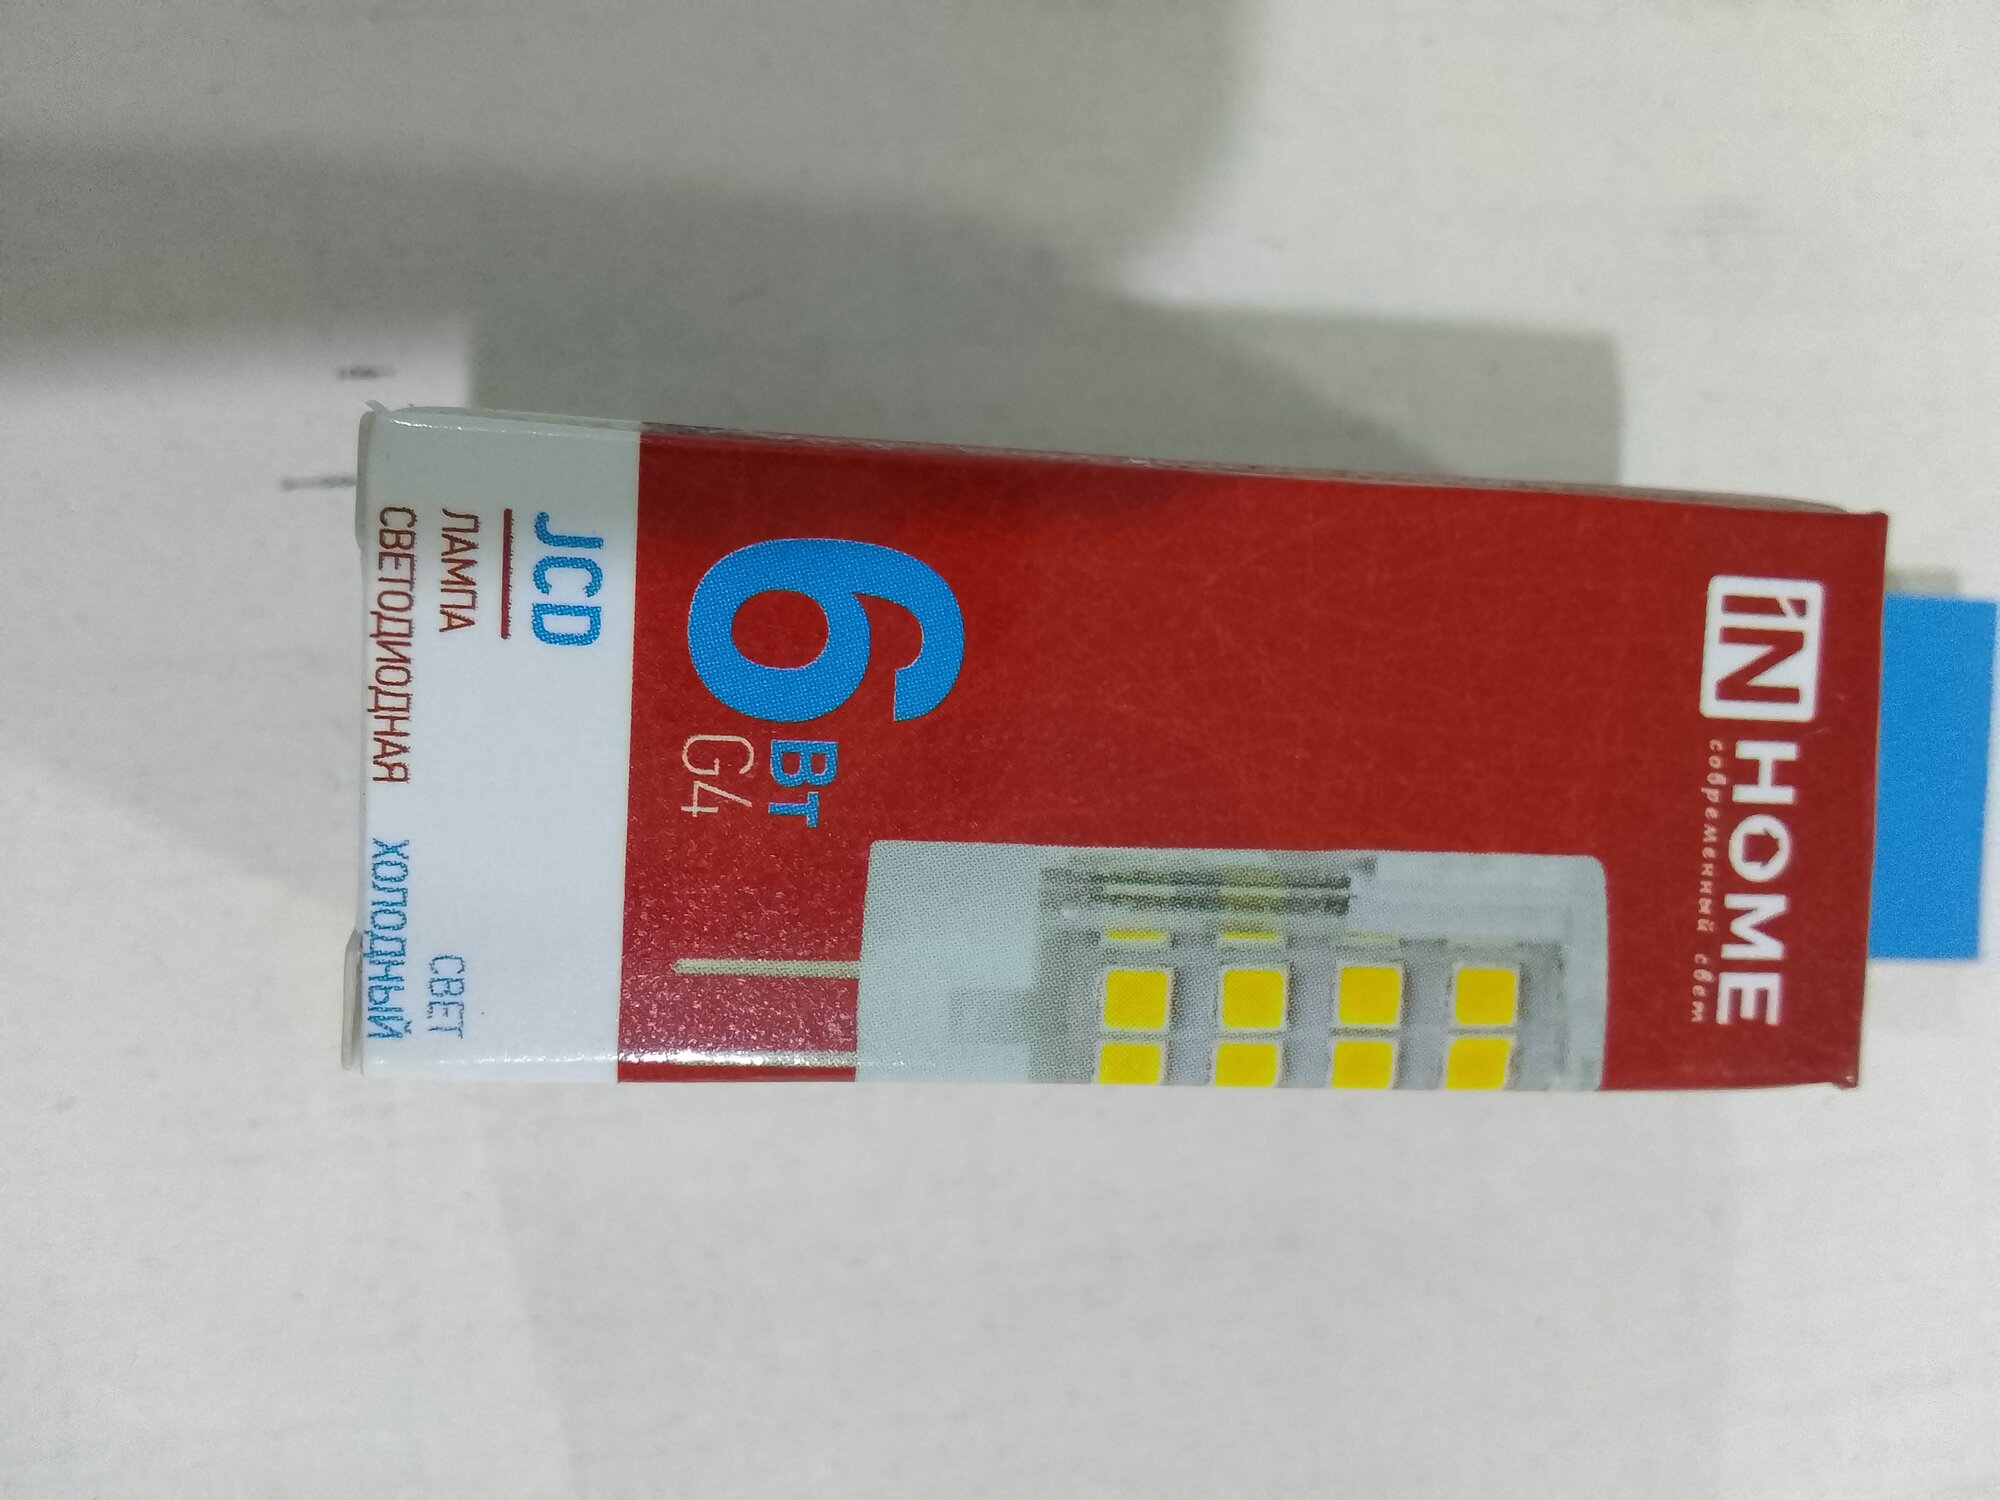 IN HOME
современный свет
6 Вт
G4
JCD
ЛАМПА
СВЕТОДИОДНАЯ
СВЕТ
ХОЛОДНЫЙ